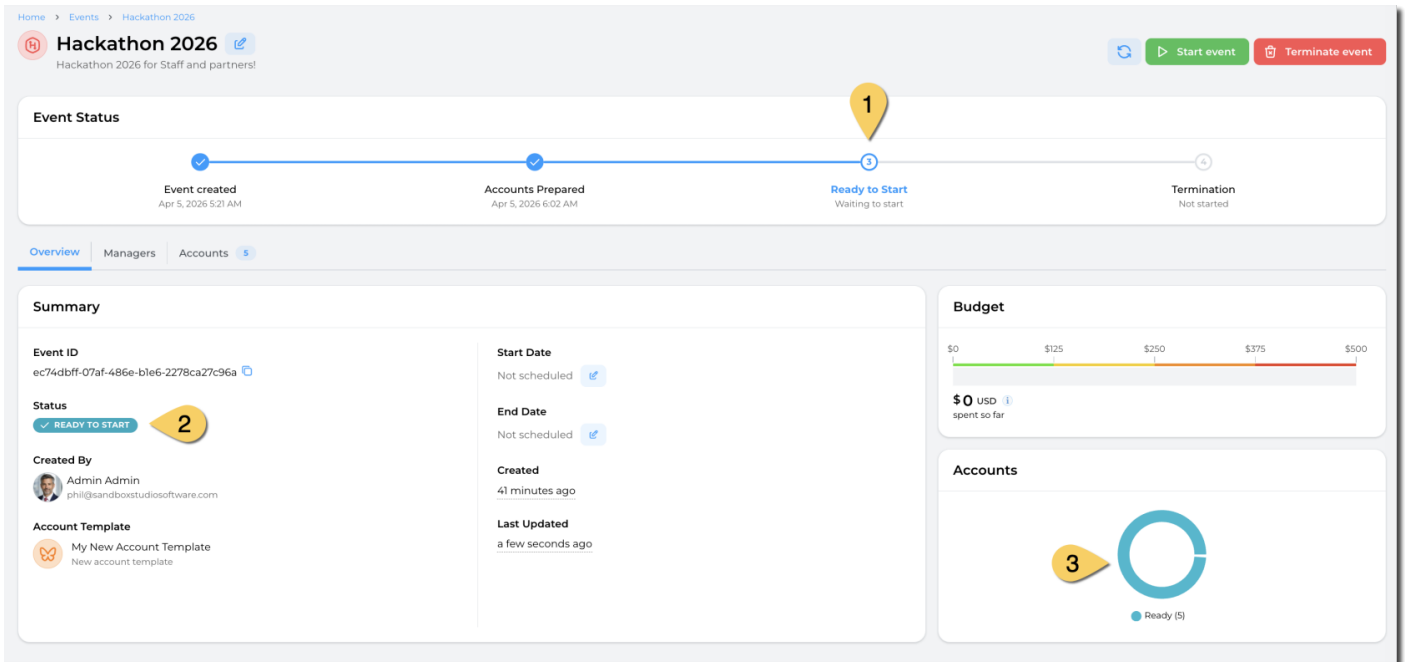 Home > Events > Hackathon 2026
Hackathon 2026
Hackathon 2026 for Staff and partners!
Start event
Terminate event
1
Event Status
3
4
Event created
Accounts Prepared
Ready to Start
Termination
Apr 5, 2026 5:21 AM
Apr 5, 2026 6:02 AM
Waiting to start
Not started
Overview
Managers
Accounts 5
Summary
Event ID
ec74dbff-07af-486e-b1e6-2278ca27c96a
Status
READY TO START
2
Created By
Admin Admin
phil@sandboxstudiosoftware.com
Account Template
My New Account Template
New account template
Start Date
Not scheduled
End Date
Not scheduled
Created
41 minutes ago
Last Updated
a few seconds ago
Budget
$0 $125 $250 $375 $500
$ 0 USD i
spent so far
Accounts
3
Ready (5)